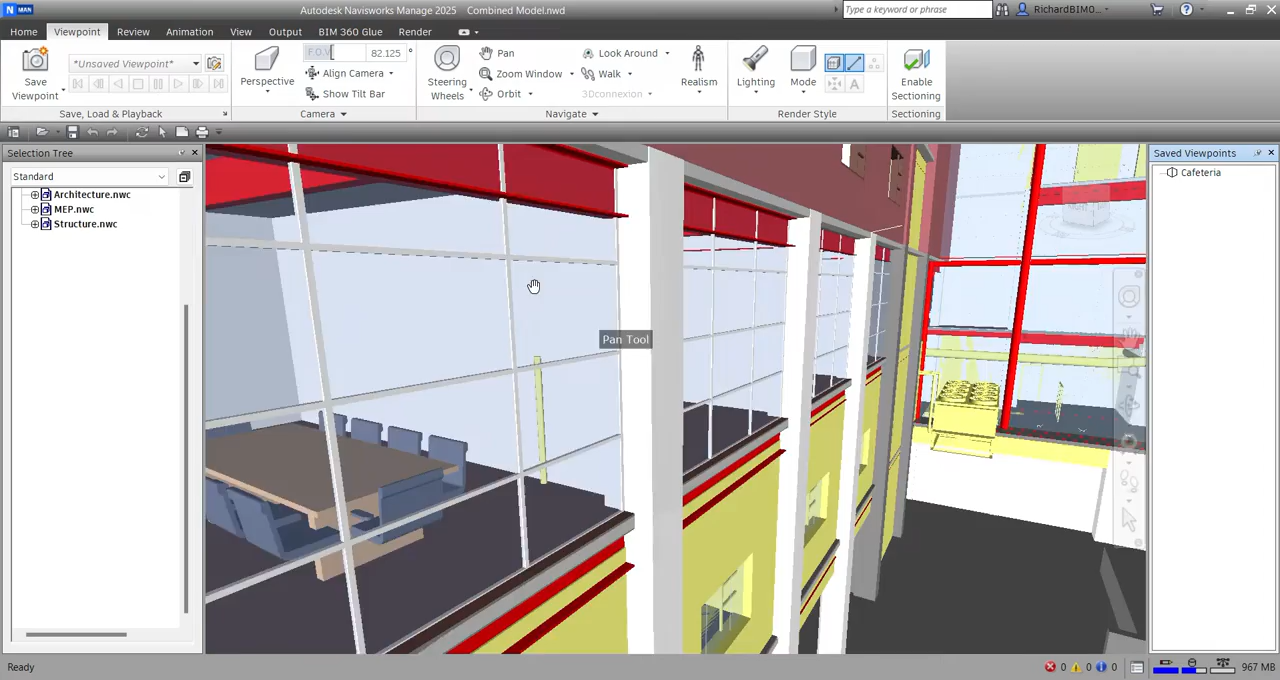 N MAN
Autodesk Navisworks Manage 2025 Combined Model.nwd
Type a keyword or phrase
RichardBIMO...
?
Home Viewpoint Review Animation View Output BIM 360 Glue Render
Save Viewpoint
*Unsaved Viewpoint*
Save, Load & Playback
Perspective
F.O.V. 82.125 °
Align Camera
Show Tilt Bar
Camera
Steering Wheels
Pan
Zoom Window
Orbit
Look Around
Walk
3Dconnexion
Realism
Navigate
Lighting
Mode
A
Render Style
Enable Sectioning
Sectioning
Selection Tree
Standard
Architecture.nwc
MEP.nwc
Structure.nwc
Pan Tool
Saved Viewpoints
Cafeteria
Ready
0 0 0
967 MB